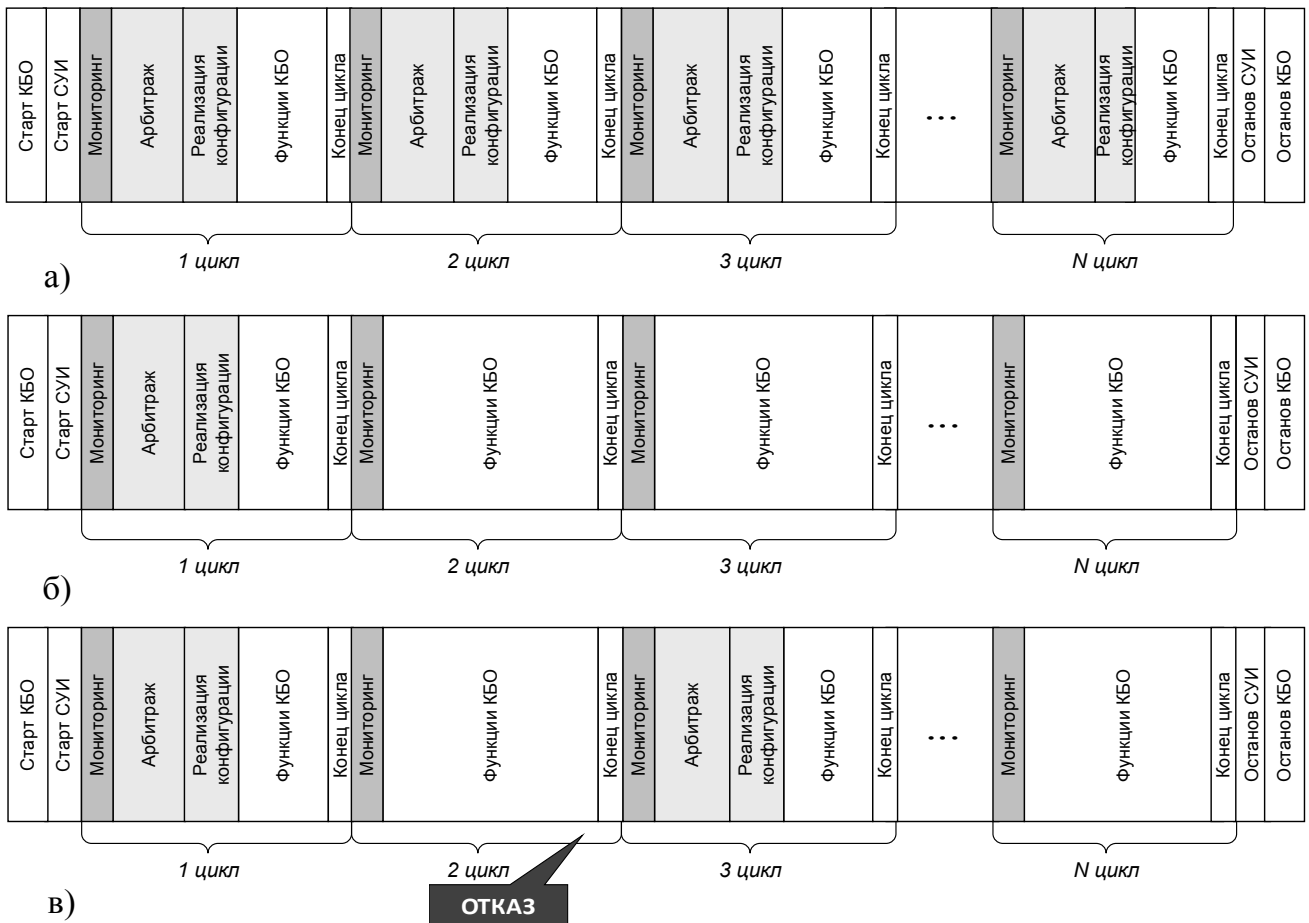 Старт КБО
Старт СУИ
Мониторинг
Арбитраж
Реализация
конфигурации
Функции КБО
Конец цикла
Мониторинг
Арбитраж
Реализация
конфигурации
Функции КБО
Конец цикла
Мониторинг
Арбитраж
Реализация
конфигурации
Функции КБО
Конец цикла
...
Мониторинг
Арбитраж
Реализация
конфигурации
Функции КБО
Конец цикла
Останов СУИ
Останов КБО
1 цикл
2 цикл
3 цикл
N цикл
а)
Старт КБО
Старт СУИ
Мониторинг
Арбитраж
Реализация
конфигурации
Функции КБО
Конец цикла
Мониторинг
Функции КБО
Конец цикла
Мониторинг
Функции КБО
Конец цикла
...
Мониторинг
Функции КБО
Конец цикла
Останов СУИ
Останов КБО
1 цикл
2 цикл
3 цикл
N цикл
б)
Старт КБО
Старт СУИ
Мониторинг
Арбитраж
Реализация
конфигурации
Функции КБО
Конец цикла
Мониторинг
Функции КБО
Конец цикла
Мониторинг
Арбитраж
Реализация
конфигурации
Функции КБО
Конец цикла
...
Мониторинг
Функции КБО
Конец цикла
Останов СУИ
Останов КБО
1 цикл
2 цикл
3 цикл
N цикл
в)
ОТКАЗ